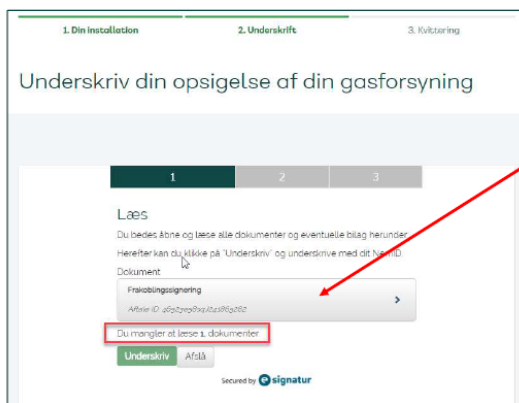 1. Din installation
2. Underskrift
3. Kvittering
Underskriv din opsigelse af din gasforsyning
1
2
3
Læs
Du bedes åbne og læse alle dokumenter og eventuelle bilag herunder.
Herefter kan du klikke på "Underskriv" og underskrive med dit NemID.
Dokument
Frakoblingssignering
Aftale ID:
Du mangler at læse 1. dokumenter
Underskriv
Afslå
Secured by e signatur